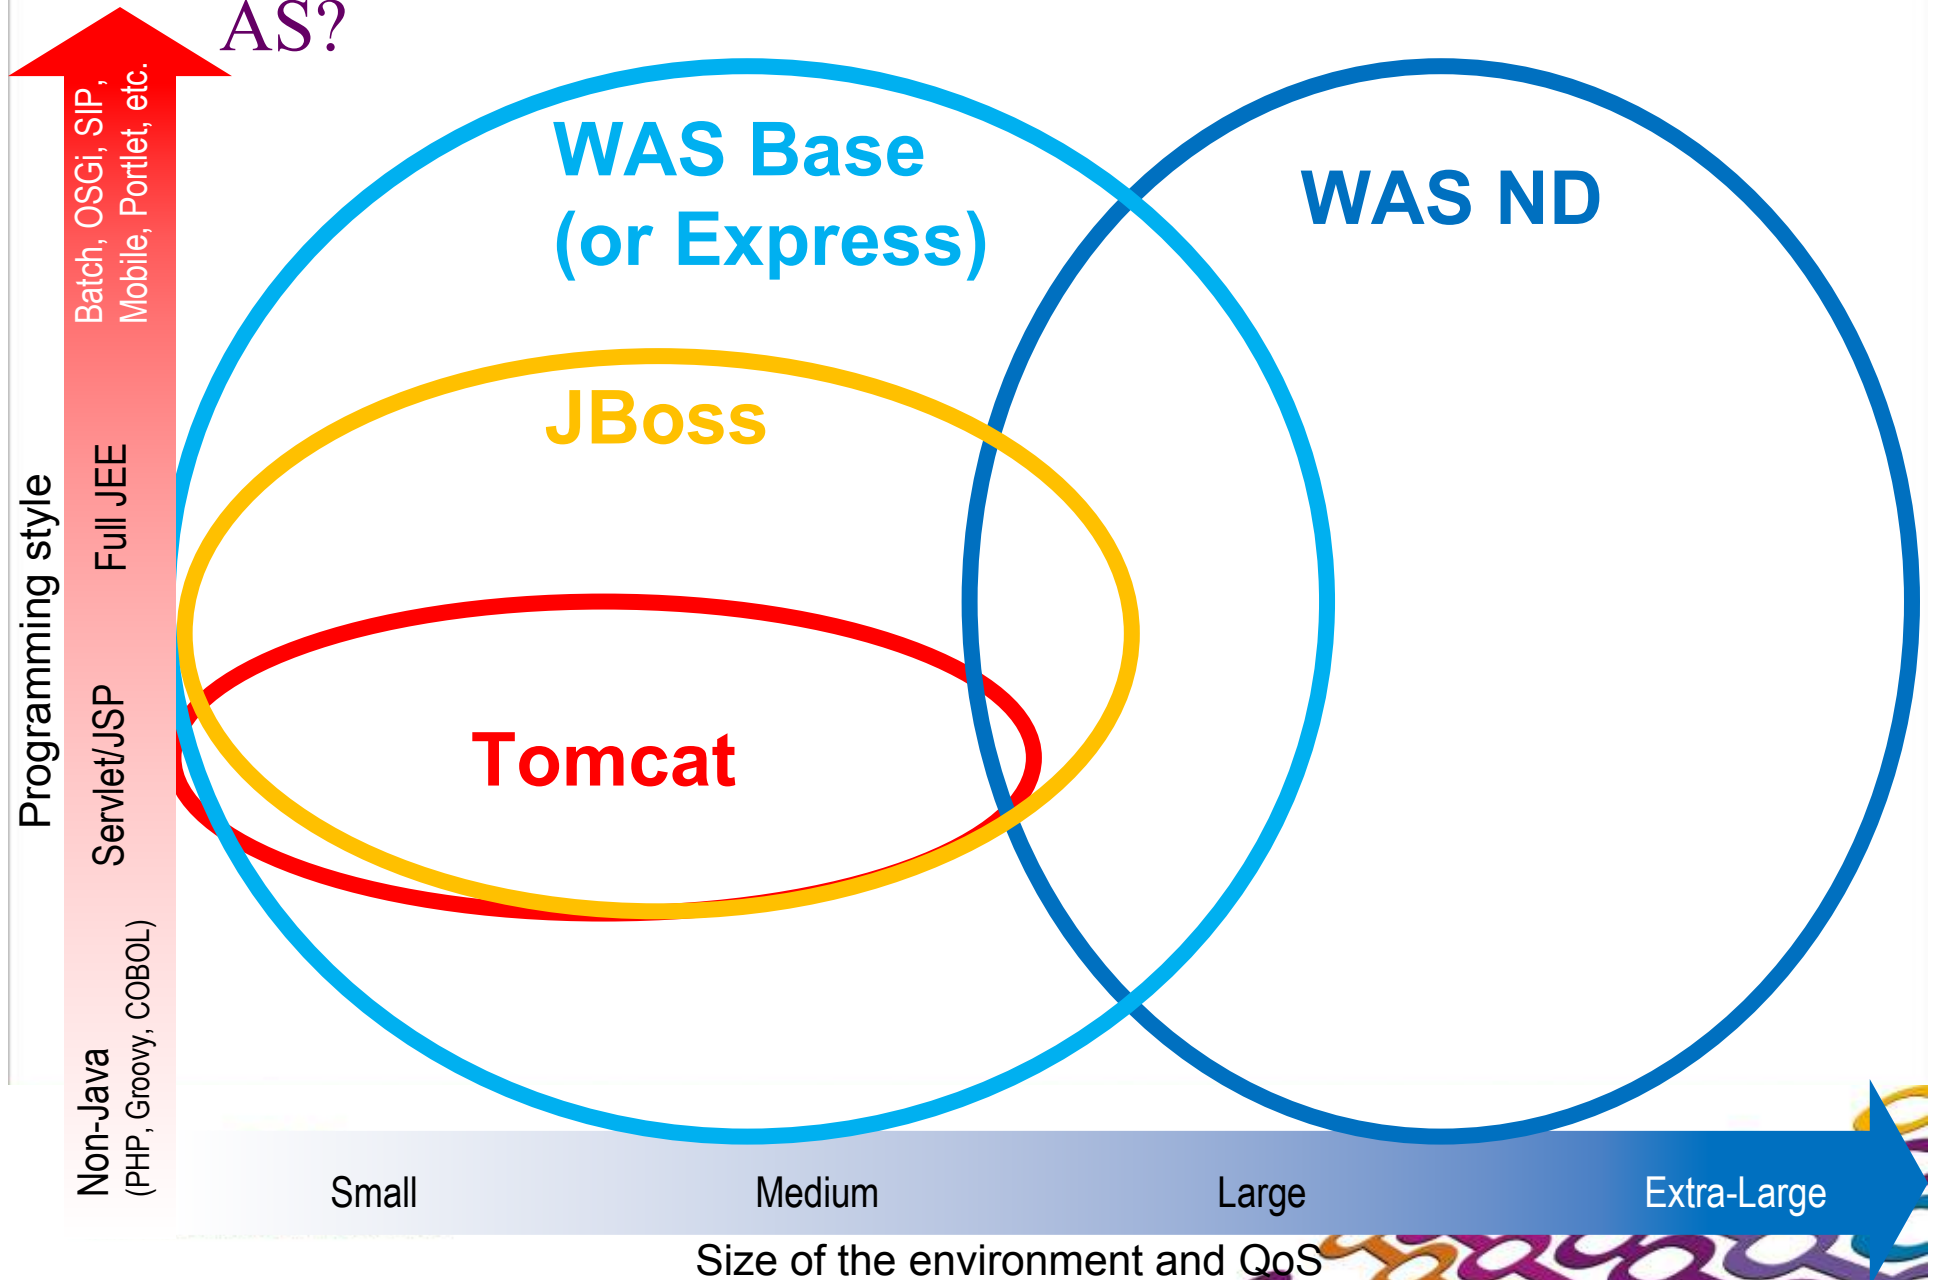 AS?
WAS Base
(or Express)
WAS ND
JBoss
Tomcat
Programming style
Batch, OSGi, SIP,
Mobile, Portlet, etc.
Full JEE
Servlet/JSP
Non-Java
(PHP, Groovy, COBOL)
Small
Medium
Large
Extra-Large
Size of the environment and QoS